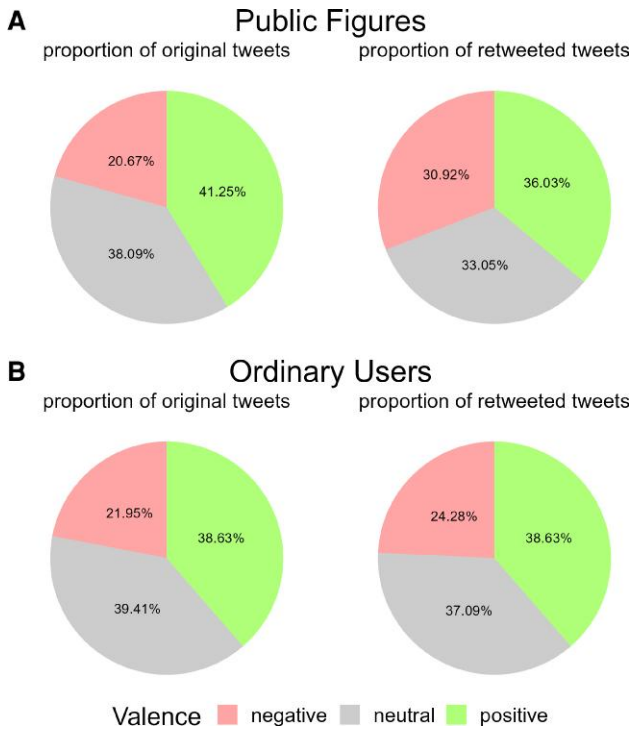 A
Public Figures
proportion of original tweets
proportion of retweeted tweets
20.67%
41.25%
38.09%
30.92%
36.03%
33.05%
B
Ordinary Users
proportion of original tweets
proportion of retweeted tweets
21.95%
38.63%
39.41%
24.28%
38.63%
37.09%
Valence negative neutral positive